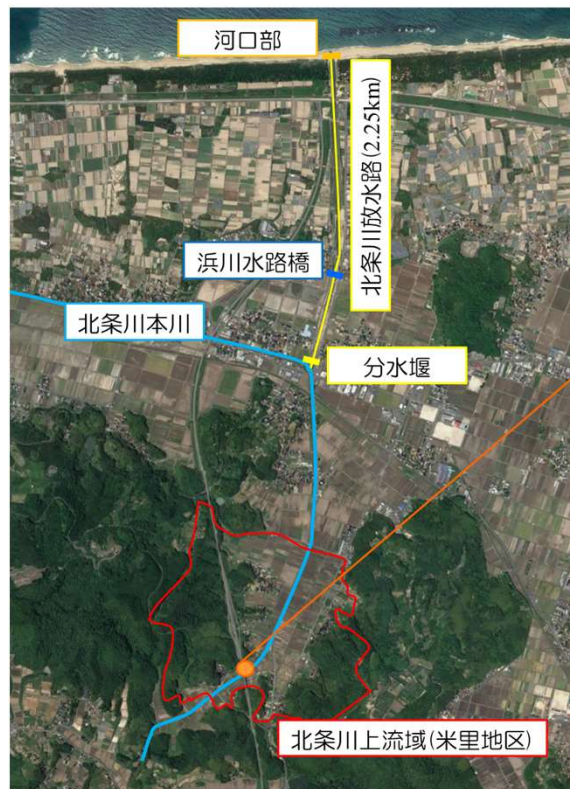 河口部
北条川放水路(2.25km)
浜川水路橋
北条川本川
分水堰
北条川上流域(米里地区)